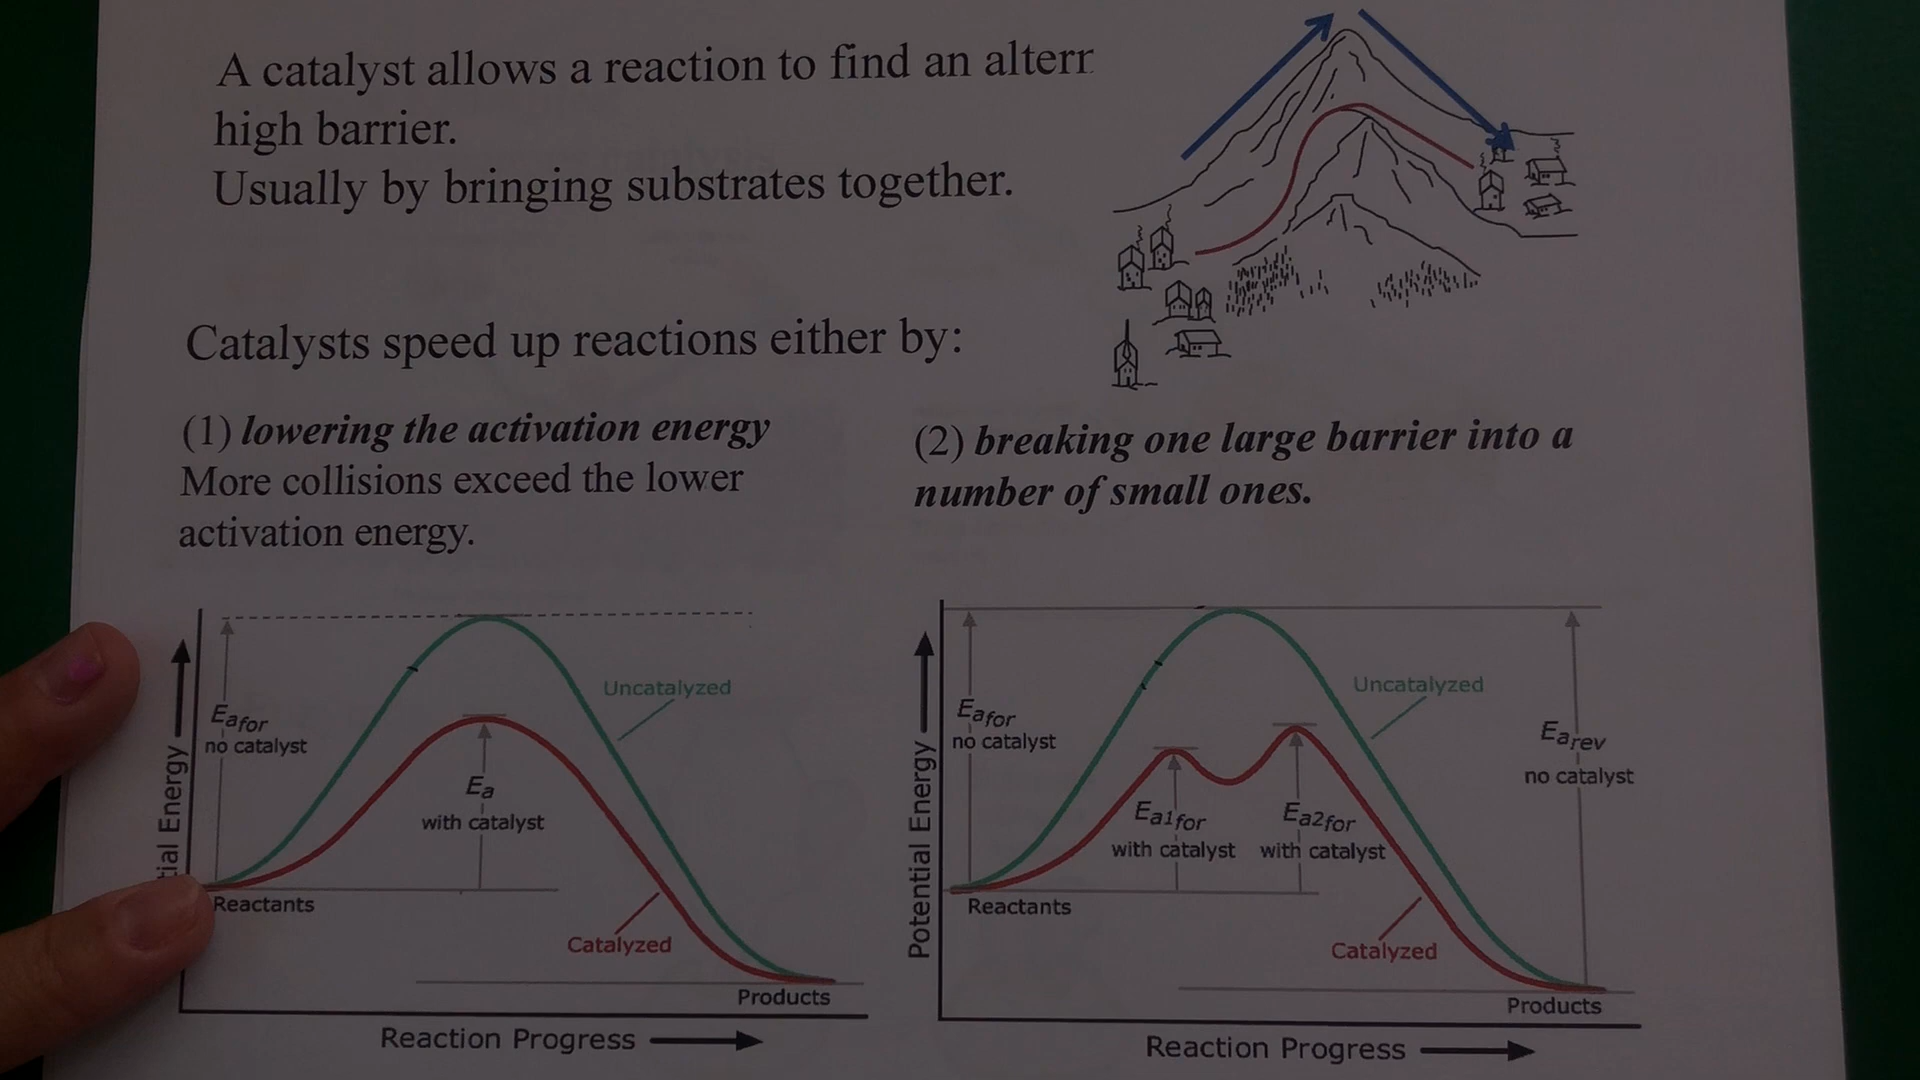 A catalyst allows a reaction to find an
high barrier.
Usually by bringing substrates together.
Catalysts speed up reactions either by:
(1) lowering the activation energy
More collisions exceed the lower
activation energy.
(2) breaking one large barrier into a
number of small ones.
Eafor
no catalyst
Uncatalyzed
Ea
with catalyst
Energy
Reactants
Catalyzed
Products
Reaction Progress
Potential Energy
Eafor
no catalyst
Uncatalyzed
Earev
no catalyst
Ea1for
with catalyst
Ea2for
with catalyst
Reactants
Catalyzed
Products
Reaction Progress